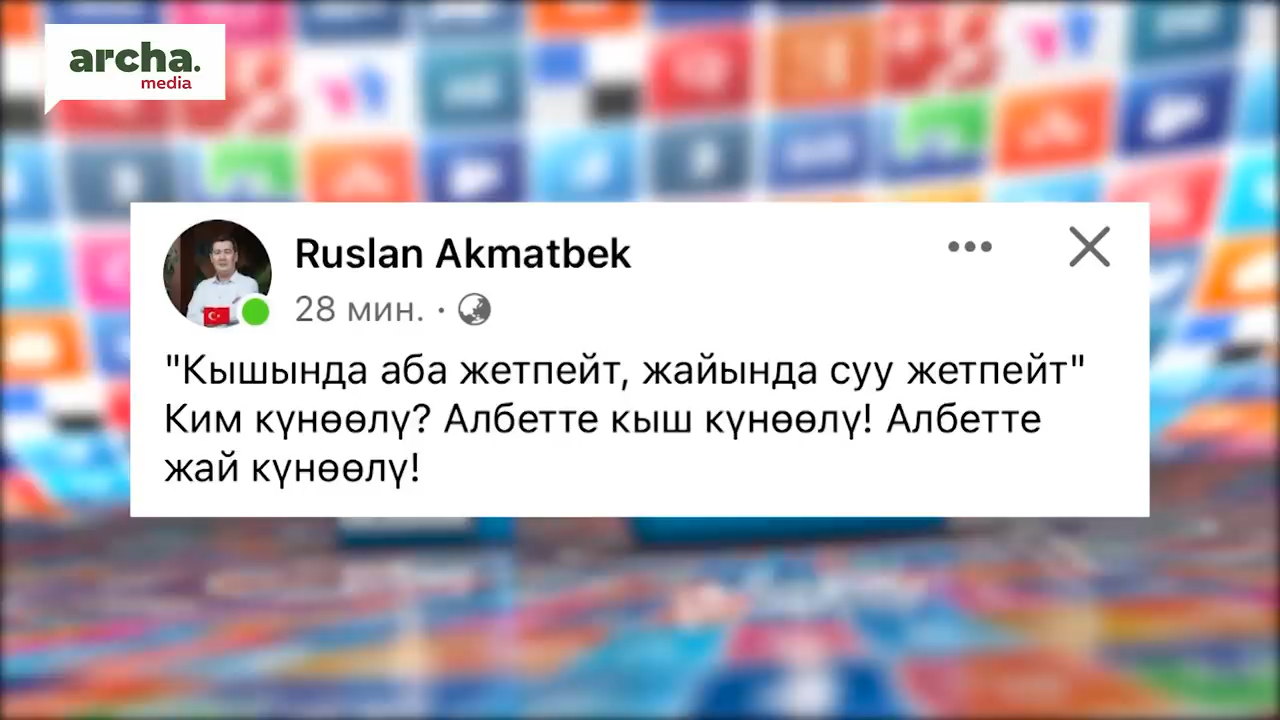 archa.
media
Ruslan Akmatbek
28 мин. ·
"Кышында аба жетпейт, жайында суу жетпейт"
Ким күнөөлү? Албетте кыш күнөөлү! Албетте
жай күнөөлү!